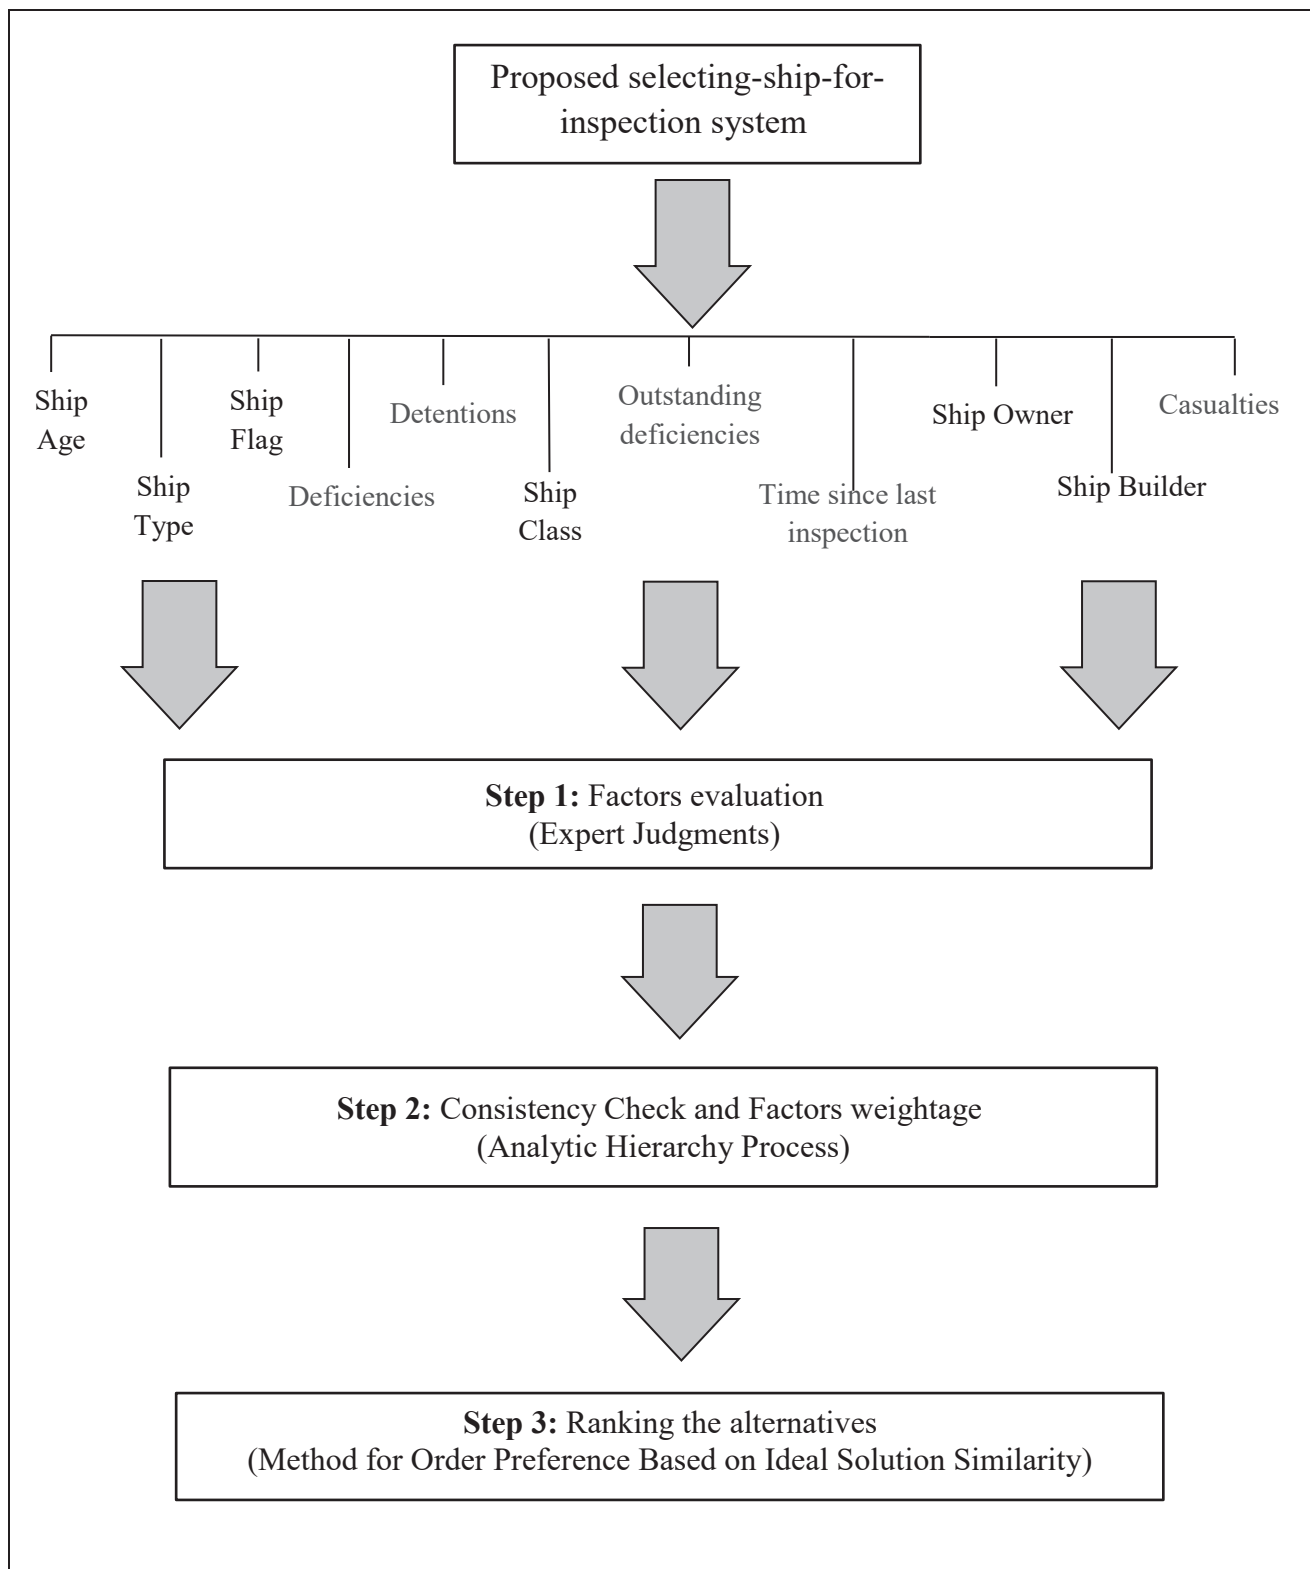 Proposed selecting-ship-for-
inspection system
Ship
Age
Ship
Type
Ship
Flag
Deficiencies
Detentions
Ship
Class
Outstanding
deficiencies
Time since last
inspection
Ship Owner
Ship Builder
Casualties
Step 1: Factors evaluation
(Expert Judgments)
Step 2: Consistency Check and Factors weightage
(Analytic Hierarchy Process)
Step 3: Ranking the alternatives
(Method for Order Preference Based on Ideal Solution Similarity)